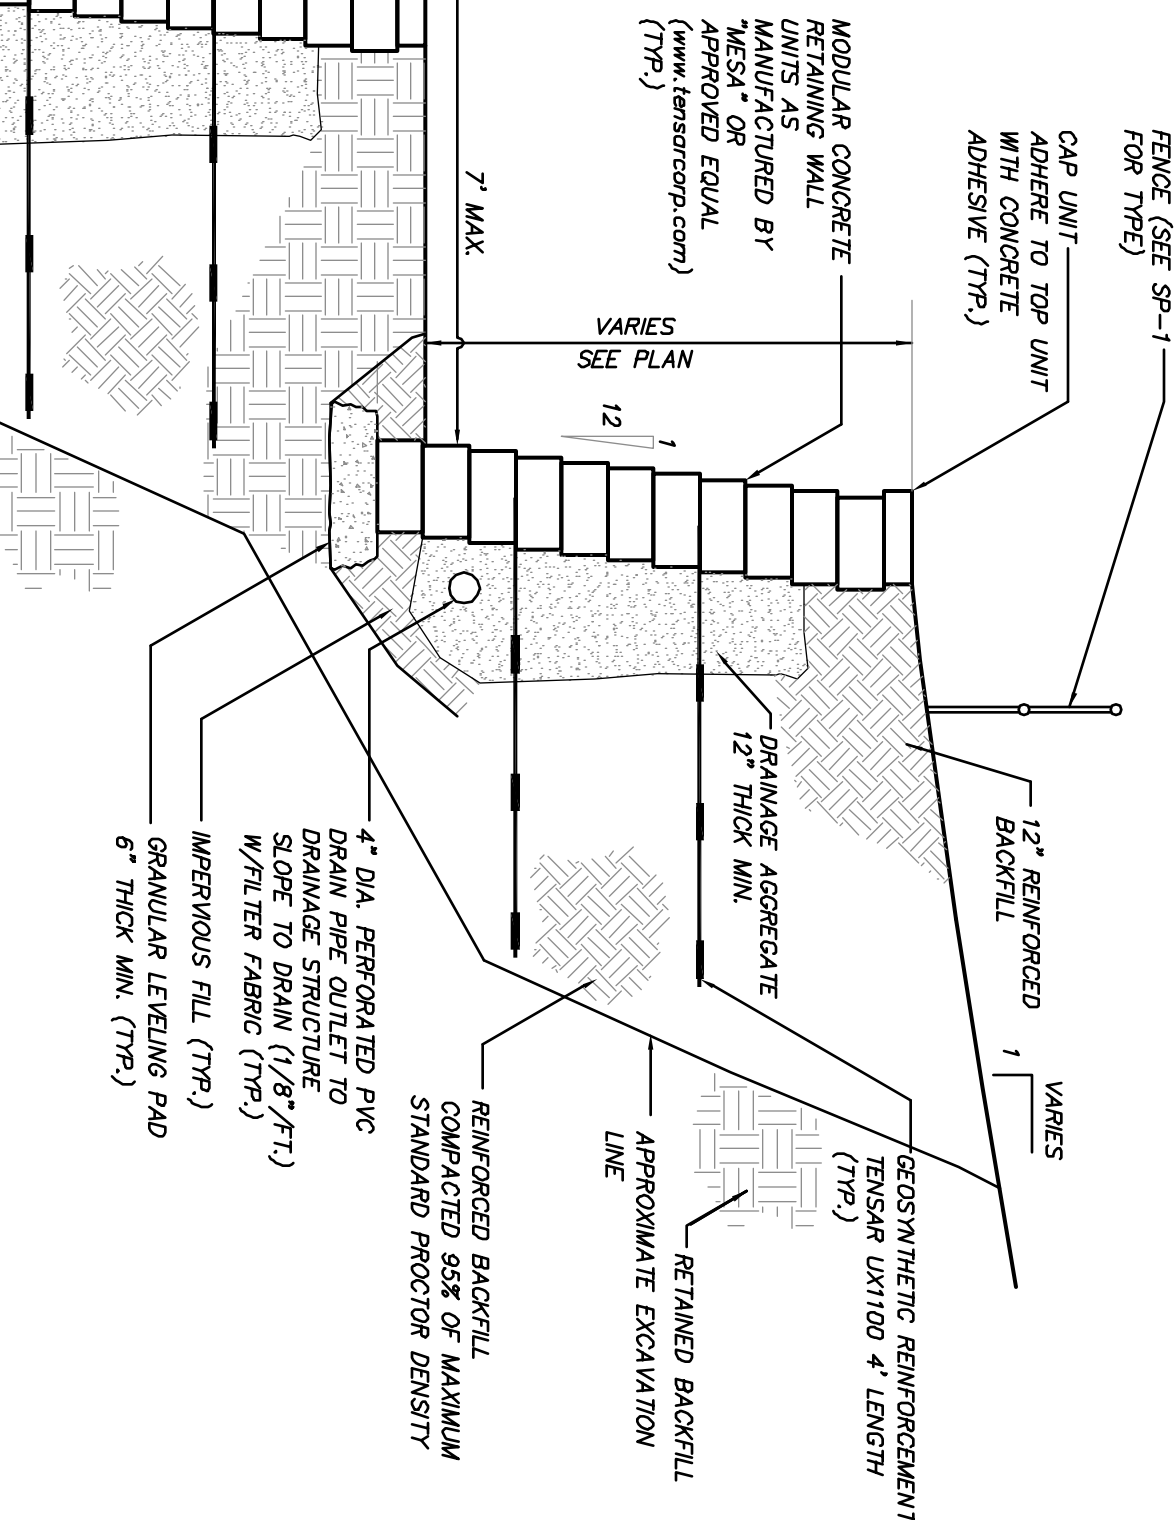 FENCE (SEE SP-1
FOR TYPE)
CAP UNIT
ADHERE TO TOP UNIT
WITH CONCRETE
ADHESIVE (TYP.)
MODULAR CONCRETE
RETAINING WALL
UNITS AS
MANUFACTURED BY
"MESA" OR
APPROVED EQUAL
(www.tensarcorp.com)
(TYP.)
7' MAX.
VARIES
SEE PLAN
1
12
12" REINFORCED
BACKFILL
1
VARIES
DRAINAGE AGGREGATE
12" THICK MIN.
GEOSYNTHETIC REINFORCEMENT
TENSAR UX1100 4' LENGTH
(TYP.)
RETAINED BACKFILL
APPROXIMATE EXCAVATION
LINE
REINFORCED BACKFILL
COMPACTED 95% OF MAXIMUM
STANDARD PROCTOR DENSITY
4" DIA. PERFORATED PVC
DRAIN PIPE OUTLET TO
DRAINAGE STRUCTURE
SLOPE TO DRAIN (1/8"/FT.)
W/FILTER FABRIC (TYP.)
IMPERVIOUS FILL (TYP.)
GRANULAR LEVELING PAD
6" THICK MIN. (TYP.)